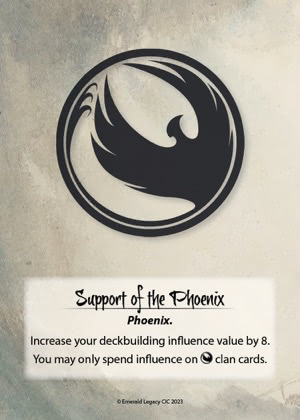 Support of the Phoenix
Phoenix.
Increase your deckbuilding influence value by 8.
You may only spend influence on clan cards.
© Emerald Legacy CIC 2023